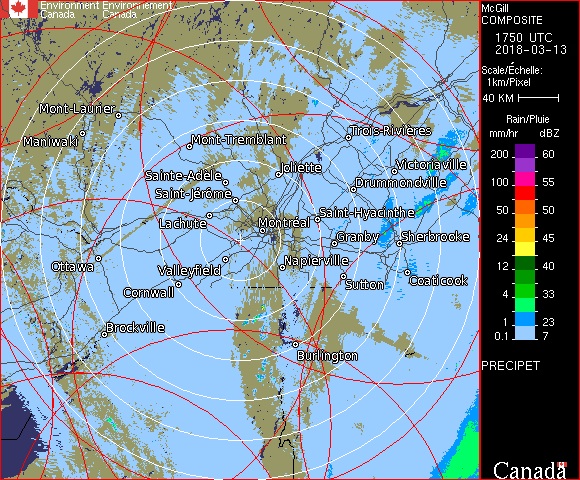 Environment Environnement
Canada Canada
McGill
COMPOSITE
1750 UTC
2018-03-13
Scale/Échelle:
1km/Pixel
40 KM
Rain/Pluie
mm/hr dBZ
200 60
100 55
50 50
24 45
12 40
4 33
1 23
0.1 7
PRECIPET
Canada
Mont-Laurier
Maniwaki
Mont-Tremblant
Trois-Rivières
Joliette
Victoriaville
Sainte-Adele
Drummondville
Saint-Jérôme
Lachute
Montréal
Saint-Hyacinthe
Granby
Sherbrooke
Ottawa
Valleyfield
Napierville
Cornwall
Sutton
Coaticook
Brockville
Burlington